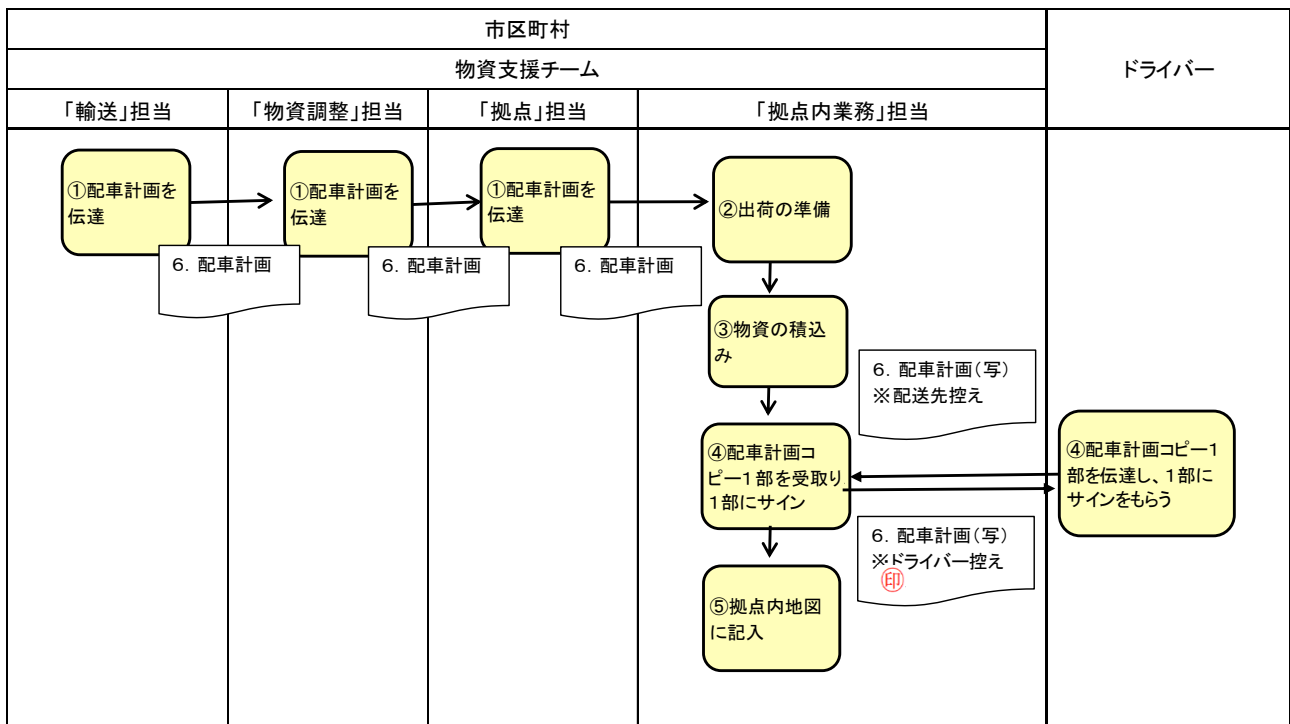 市区町村
物資支援チーム
ドライバー
「輸送」担当
「物資調整」担当
「拠点」担当
「拠点内業務」担当
①配車計画を
伝達
①配車計画を
伝達
①配車計画を
伝達
②出荷の準備
6．配車計画
6．配車計画
6．配車計画
③物資の積込
み
6．配車計画（写）
※配送先控え
④配車計画コ
ピー１部を受取り
１部にサイン
④配車計画コピー１
部を伝達し、１部に
サインをもらう
6．配車計画（写）
※ドライバー控え
㊞
⑤拠点内地図
に記入